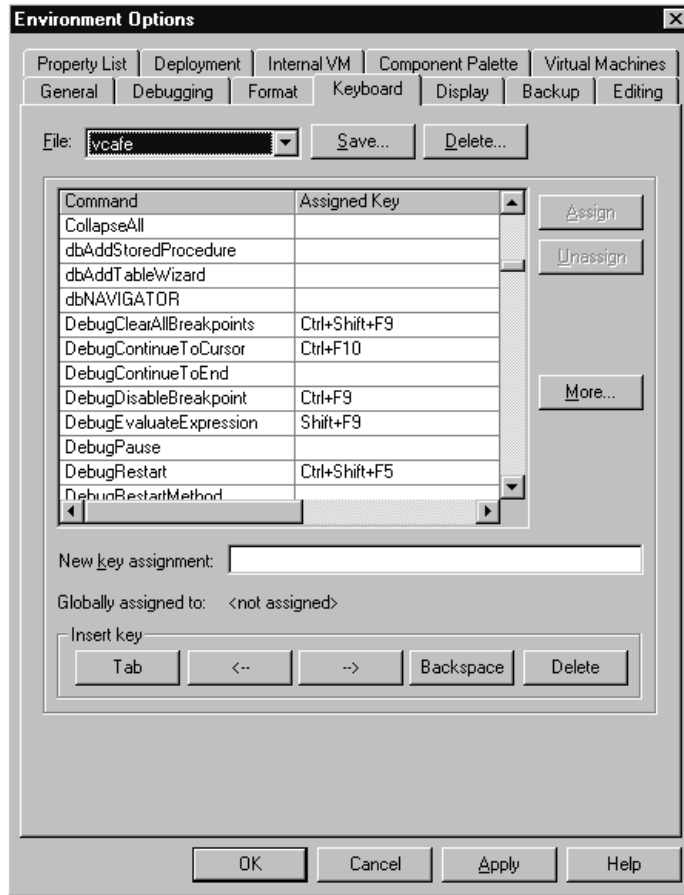 Environment Options
Property List Deployment Internal VM Component Palette Virtual Machines
General Debugging Format Keyboard Display Backup Editing
File: vcafe Save... Delete...
Command Assigned Key
CollapseAll
dbAddStoredProcedure
dbAddTableWizard
dbNAVIGATOR
DebugClearAllBreakpoints Ctrl+Shift+F9
DebugContinueToCursor Ctrl+F10
DebugContinueToEnd
DebugDisableBreakpoint Ctrl+F9
DebugEvaluateExpression Shift+F9
DebugPause
DebugRestart Ctrl+Shift+F5
DebugRestartMethod
Assign
Unassign
More...
New key assignment:
Globally assigned to: <not assigned>
Insert key
Tab <-- --> Backspace Delete
OK Cancel Apply Help